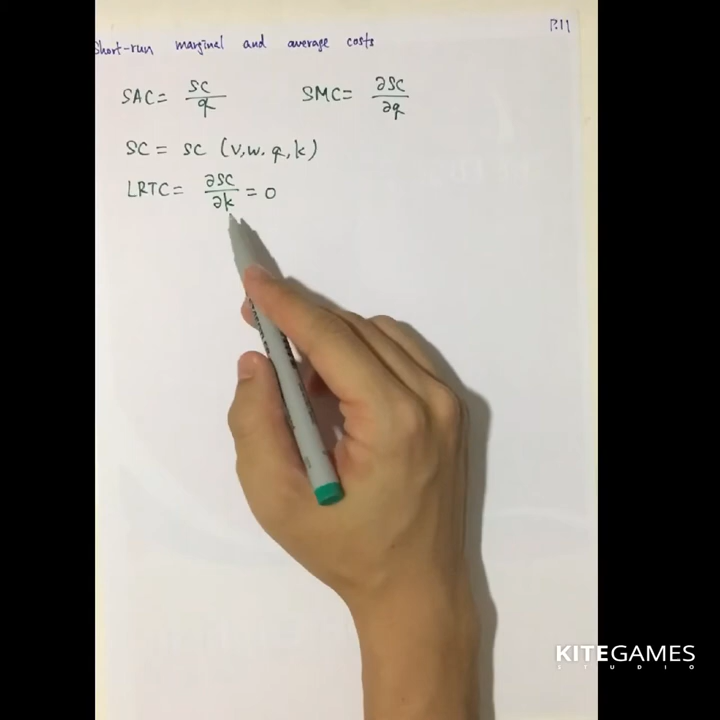 P.11
Short-run marginal and average costs
SAC = SC/q SMC = ∂SC/∂q
SC = SC (v, w. q, k)
LRTC = ∂SC/∂k = 0
KITEGAMES
STUDIO